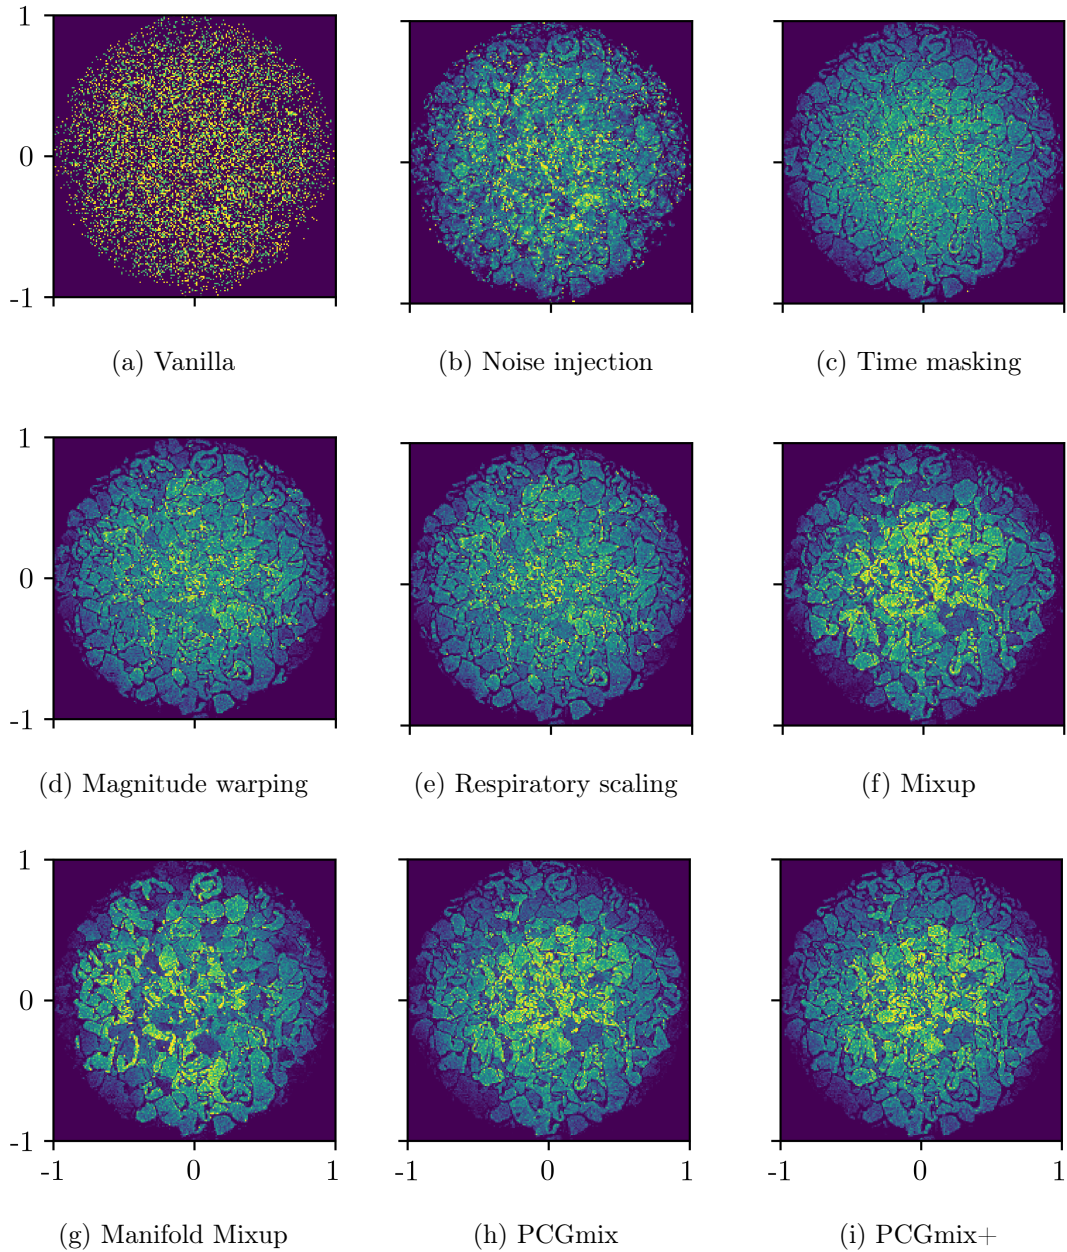 1
0
-1
(a) Vanilla
(b) Noise injection
(c) Time masking
1
0
-1
(d) Magnitude warping
(e) Respiratory scaling
(f) Mixup
1
0
-1
-1 0 1
-1 0 1
-1 0 1
(g) Manifold Mixup
(h) PCGmix
(i) PCGmix+